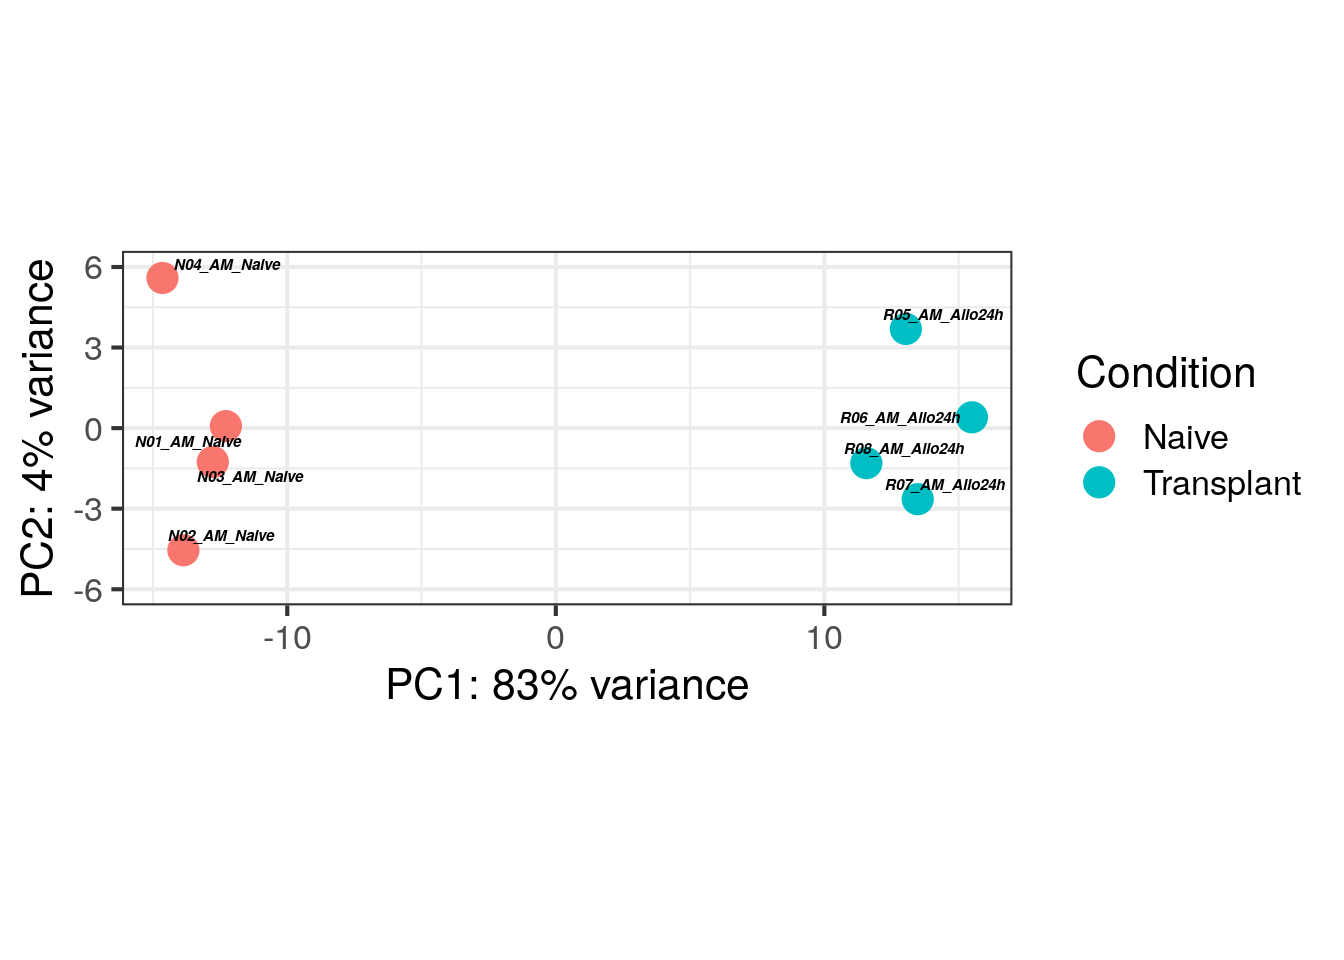 N04_AM_Naive
R05_AM_Allo24h
R06_AM_Allo24h
N01_AM_Naive
R08_AM_Allo24h
N03_AM_Naive
R07_AM_Allo24h
N02_AM_Naive
6
3
0
-3
-6
PC2: 4% variance
-10
0
10
PC1: 83% variance
Condition
Naive
Transplant